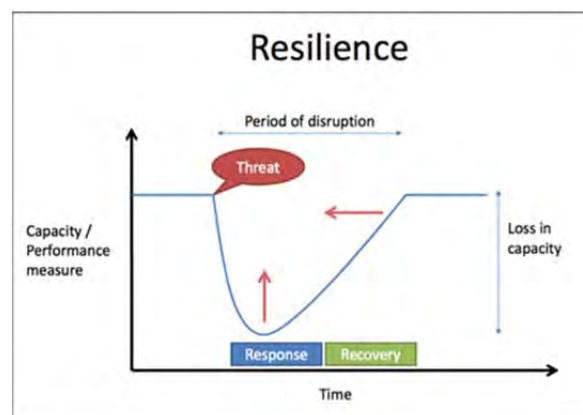 Resilience
Period of disruption
Threat
Capacity /
Performance
measure
Loss in
capacity
Response
Recovery
Time